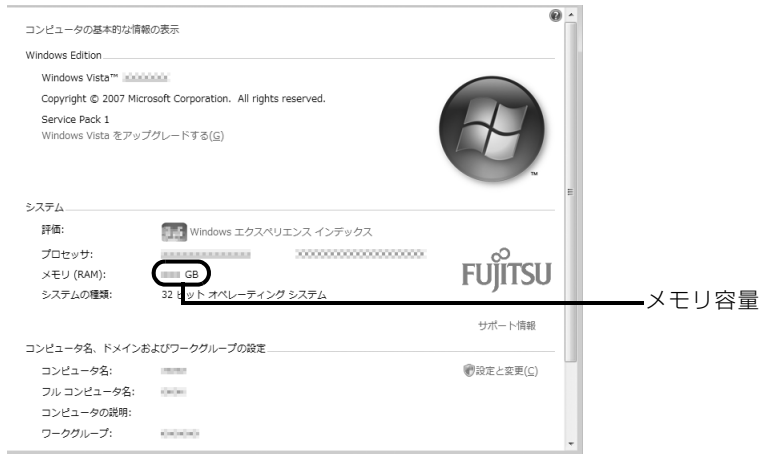 コンピュータの基本的な情報の表示
Windows Edition
Windows Vista™
Copyright © 2007 Microsoft Corporation. All rights reserved.
Service Pack 1
Windows Vista をアップグレードする(G)
システム
評価: Windows エクスペリエンス インデックス
プロセッサ:
メモリ (RAM): GB
システムの種類: 32 ビット オペレーティング システム
FUJITSU
メモリ容量
サポート情報
コンピュータ名、ドメインおよびワークグループの設定
コンピュータ名: 設定と変更(C)
フル コンピュータ名:
コンピュータの説明:
ワークグループ: